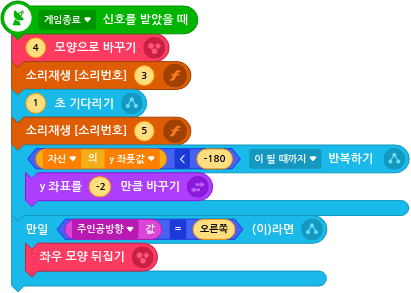 게임종료 ▼ 신호를 받았을 때
4 모양으로 바꾸기
소리재생 [소리번호] 3
1 초 기다리기
소리재생 [소리번호] 5
자신 ▼ 의 y 좌푯값 ▼ < -180 이 될 때까지 ▼ 반복하기
y 좌표를 -2 만큼 바꾸기
만일 주인공방향 ▼ 값 = 오른쪽 (이)라면
좌우 모양 뒤집기